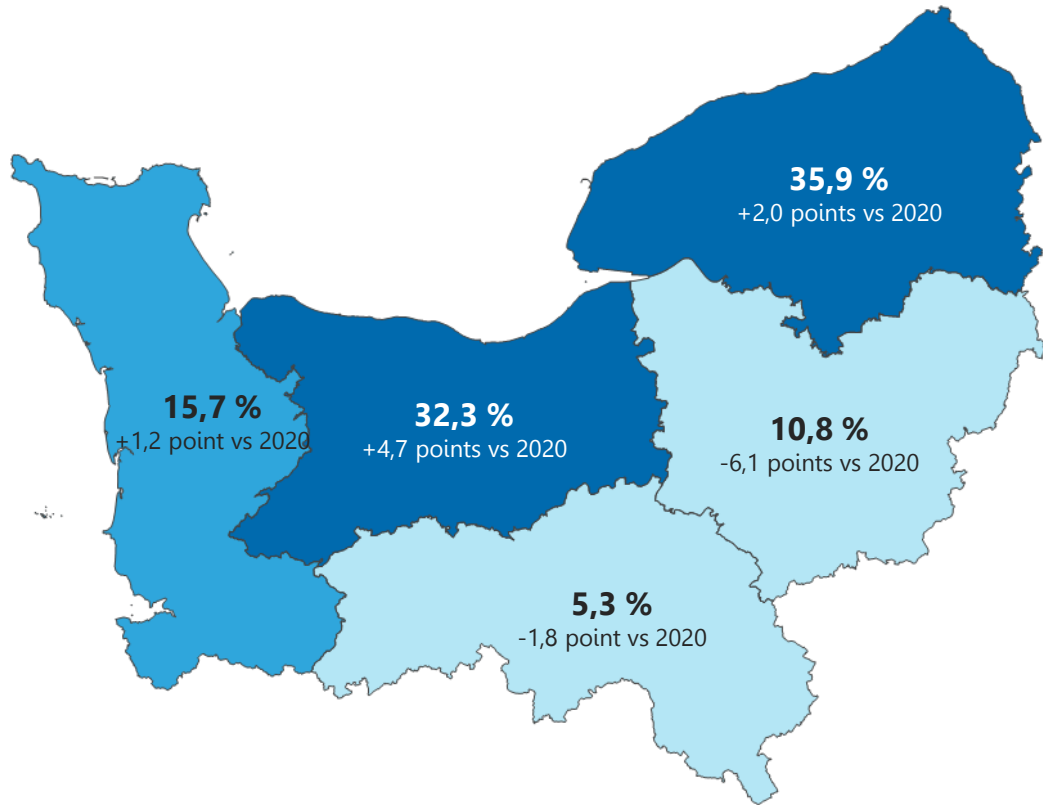 35,9 %
+2,0 points vs 2020
15,7 %
+1,2 point vs 2020
32,3 %
+4,7 points vs 2020
10,8 %
-6,1 points vs 2020
5,3 %
-1,8 point vs 2020